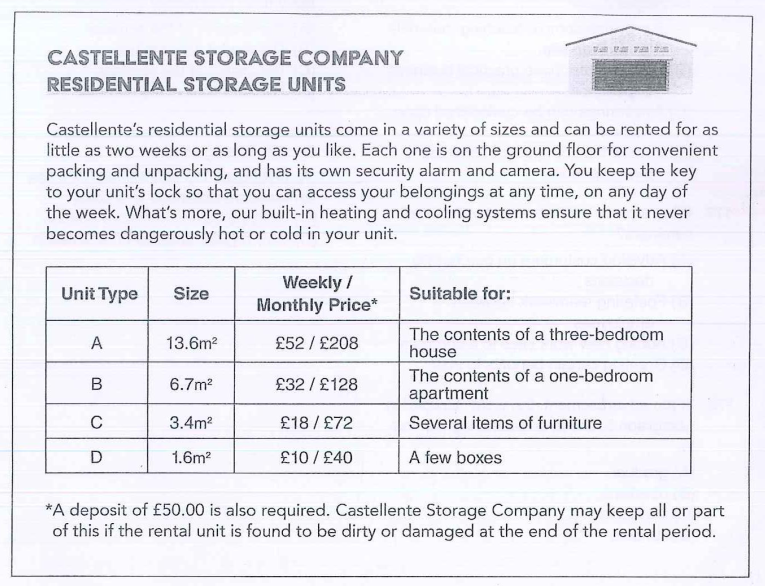 CASTELLENTE STORAGE COMPANY
RESIDENTIAL STORAGE UNITS
Castellente's residential storage units come in a variety of sizes and can be rented for as
little as two weeks or as long as you like. Each one is on the ground floor for convenient
packing and unpacking, and has its own security alarm and camera. You keep the key
to your unit's lock so that you can access your belongings at any time, on any day of
the week. What's more, our built-in heating and cooling systems ensure that it never
becomes dangerously hot or cold in your unit.
Unit Type Size Weekly / Monthly Price* Suitable for:
A 13.6m² £52 / £208 The contents of a three-bedroom house
B 6.7m² £32 / £128 The contents of a one-bedroom apartment
C 3.4m² £18 / £72 Several items of furniture
D 1.6m² £10 / £40 A few boxes
*A deposit of £50.00 is also required. Castellente Storage Company may keep all or part
of this if the rental unit is found to be dirty or damaged at the end of the rental period.